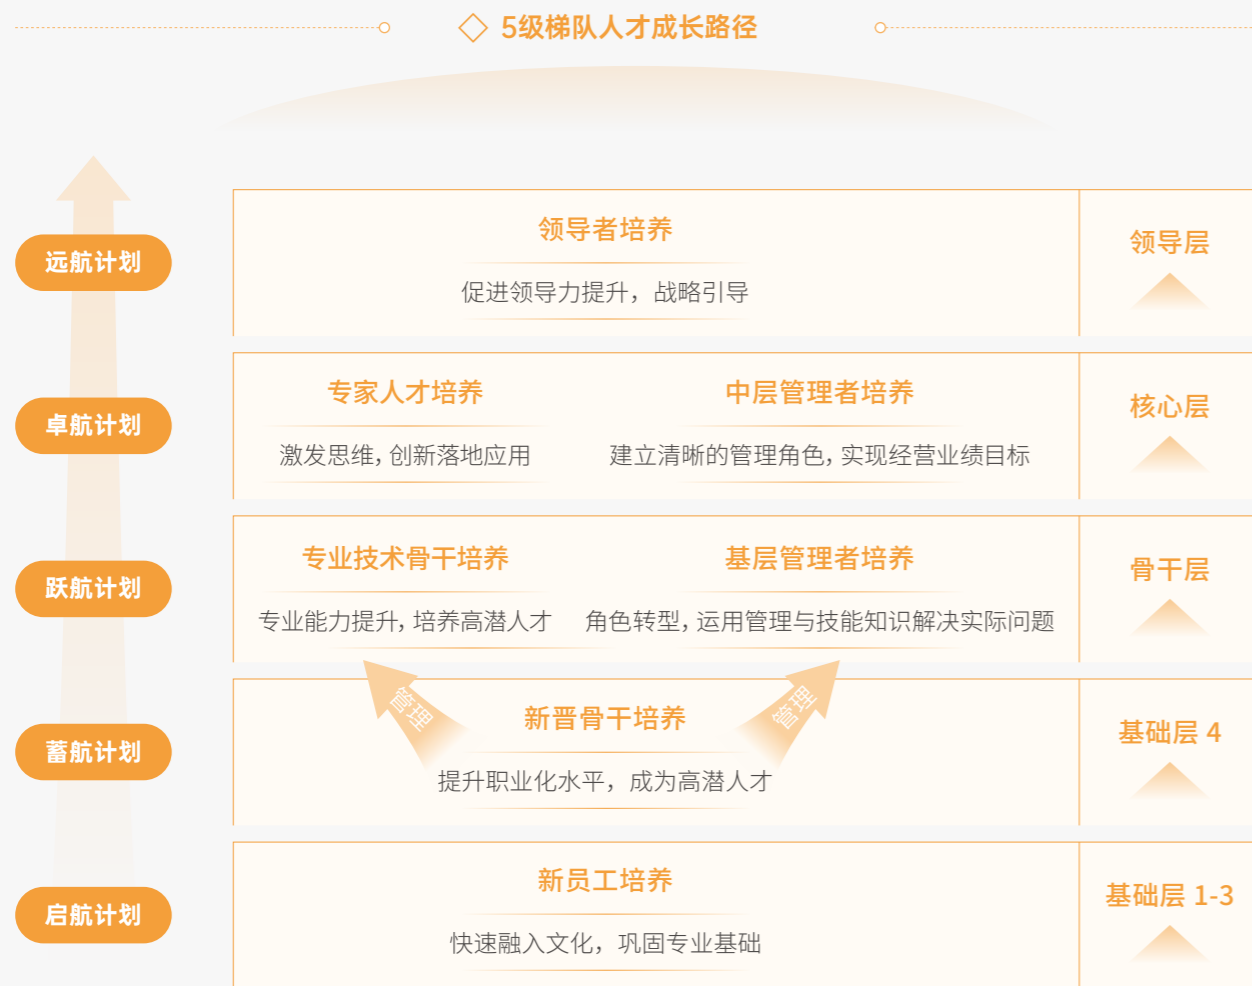 5级梯队人才成长路径
远航计划
领导者培养
促进领导力提升，战略引导
领导层
卓航计划
专家人才培养
激发思维，创新落地应用
中层管理者培养
建立清晰的管理角色，实现经营业绩目标
核心层
跃航计划
专业技术骨干培养
专业能力提升，培养高潜人才
基层管理者培养
角色转型，运用管理与技能知识解决实际问题
骨干层
蓄航计划
管理
新晋骨干培养
提升职业化水平，成为高潜人才
管理
基础层 4
启航计划
新员工培养
快速融入文化，巩固专业基础
基础层 1-3